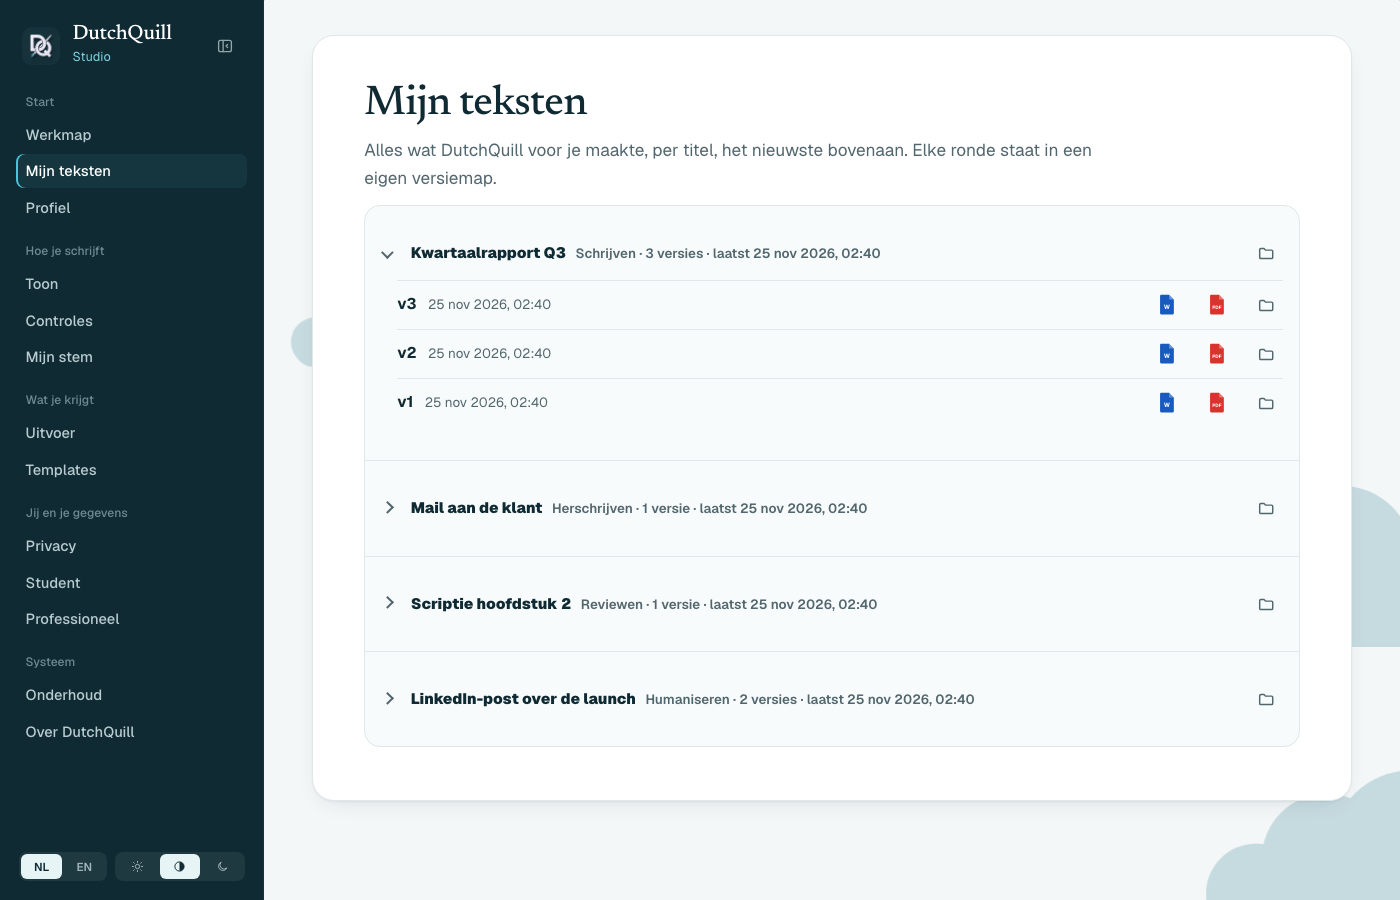 DutchQuill
Studio
Start
Werkmap
Mijn teksten
Profiel
Hoe je schrijft
Toon
Controles
Mijn stem
Wat je krijgt
Uitvoer
Templates
Jij en je gegevens
Privacy
Student
Professioneel
Systeem
Onderhoud
Over DutchQuill
NL EN
Mijn teksten
Alles wat DutchQuill voor je maakte, per titel, het nieuwste bovenaan. Elke ronde staat in een
eigen versiemap.
Kwartaalrapport Q3 Schrijven · 3 versies · laatst 25 nov 2026, 02:40
v3 25 nov 2026, 02:40 W PDF
v2 25 nov 2026, 02:40 W PDF
v1 25 nov 2026, 02:40 W PDF
Mail aan de klant Herschrijven · 1 versie · laatst 25 nov 2026, 02:40
Scriptie hoofdstuk 2 Reviewen · 1 versie · laatst 25 nov 2026, 02:40
LinkedIn-post over de launch Humaniseren · 2 versies · laatst 25 nov 2026, 02:40